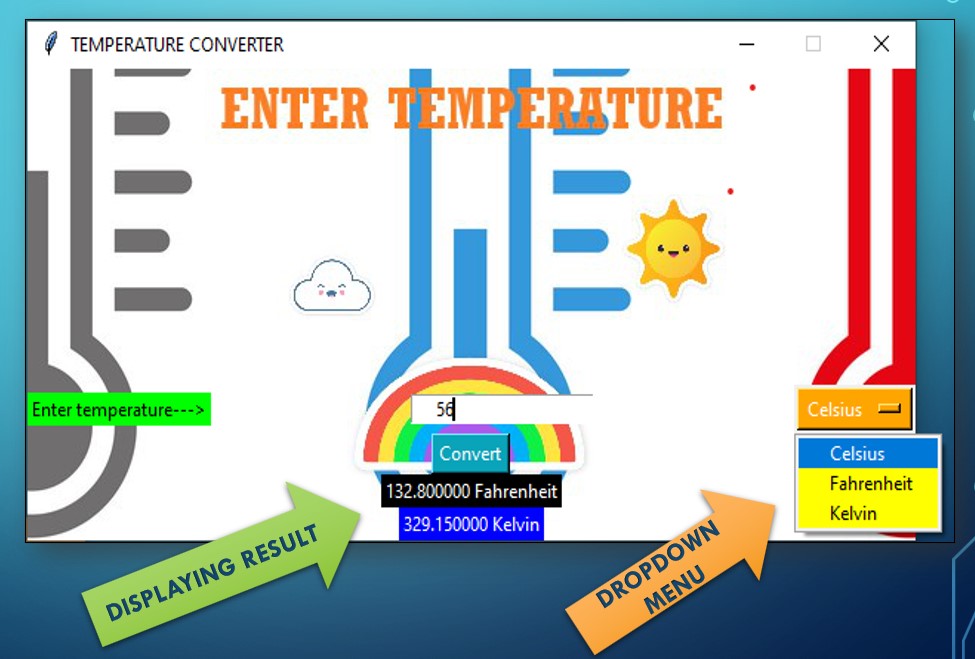 TEMPERATURE CONVERTER
ENTER TEMPERATURE
Enter temperature--->
56
Celsius
Convert
Celsius
132.800000 Fahrenheit
Fahrenheit
329.150000 Kelvin
Kelvin
DISPLAYING RESULT
DROPDOWN
MENU